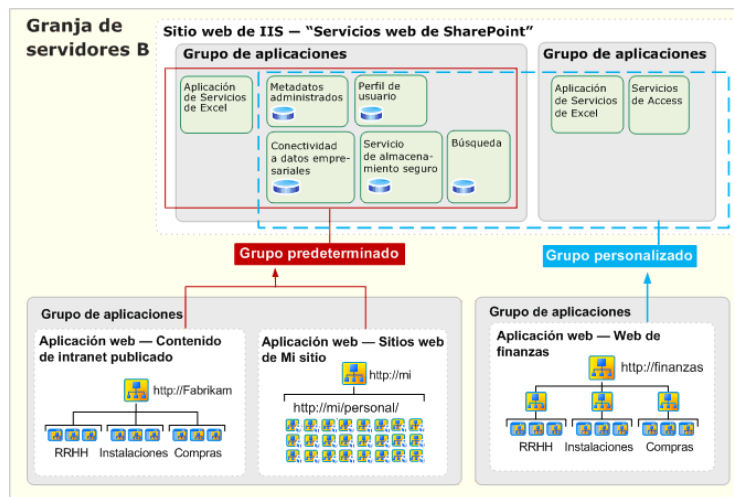 Granja de
servidores B
Sitio web de IIS — “Servicios web de SharePoint”
Grupo de aplicaciones
Aplicación
de Servicios
de Excel
Metadatos
administrados
Perfil de
usuario
Conectividad
a datos empre-
sariales
Servicio
de almacena-
miento seguro
Búsqueda
Grupo de aplicaciones
Aplicación
de Servicios
de Excel
Servicios
de Access
Grupo predeterminado
Grupo personalizado
Grupo de aplicaciones
Aplicación web — Contenido
de intranet publicado
http://Fabrikam
RRHH
Instalaciones
Compras
Aplicación web — Sitios web
de Mi sitio
http://mi
http://mi/personal/
Grupo de aplicaciones
Aplicación web — Web de
finanzas
http://finanzas
RRHH
Instalaciones
Compras